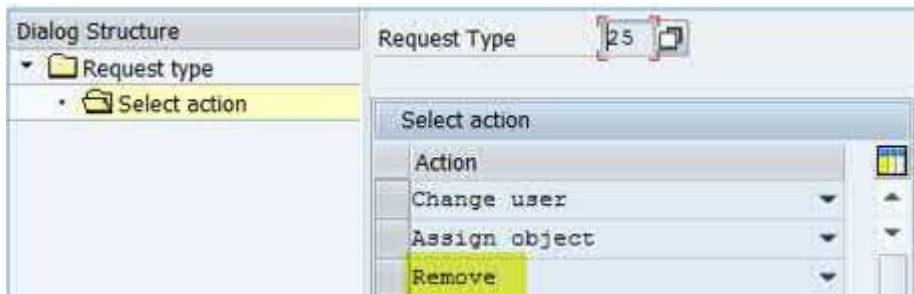 Dialog Structure
Request type
Select action
Request Type 25
Select action
Action
Change user
Assign object
Remove